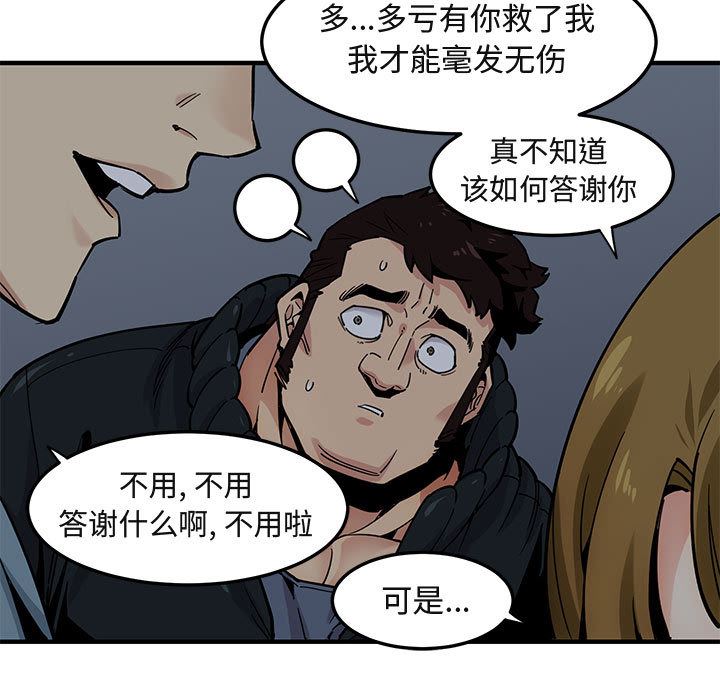 多...多亏有你救了我
我才能毫发无伤
真不知道
该如何答谢你
不用, 不用
答谢什么啊, 不用啦
可是...